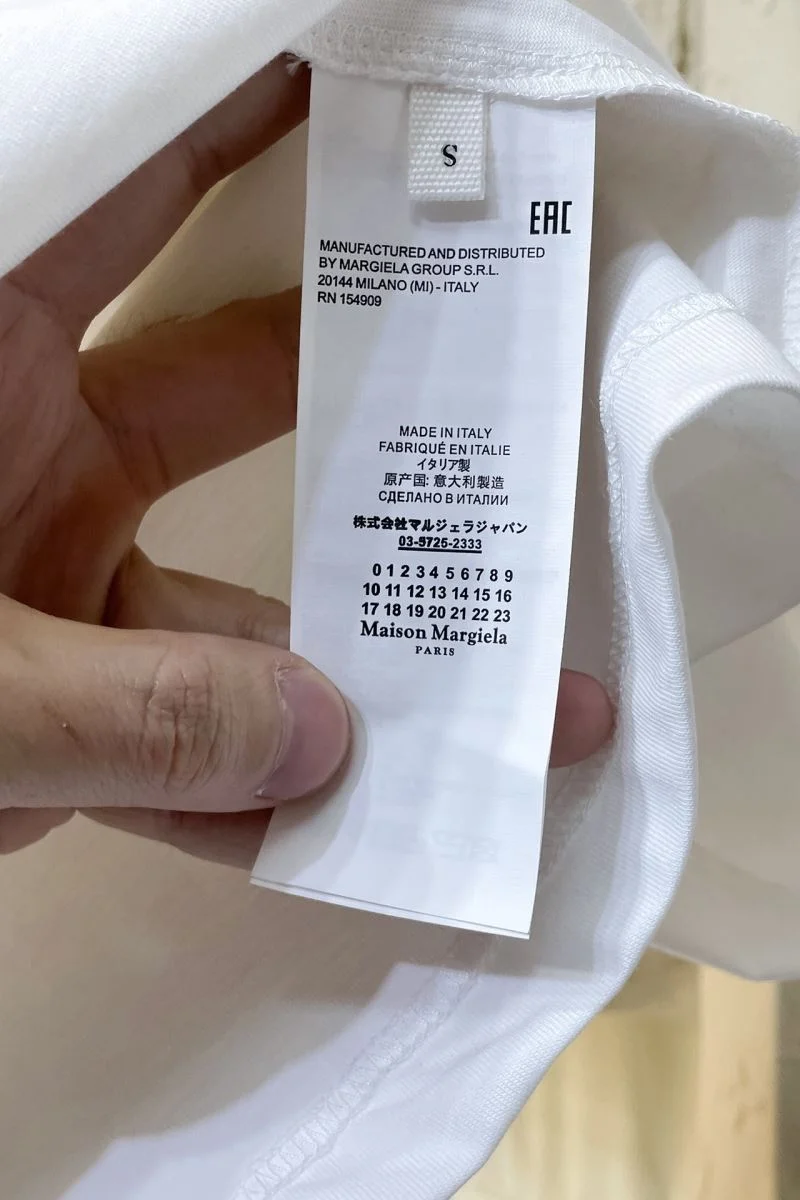 S
EAC
MANUFACTURED AND DISTRIBUTED
BY MARGIELA GROUP S.R.L.
20144 MILANO (MI) - ITALY
RN 154909
MADE IN ITALY
FABRIQUÉ EN ITALIE
イタリア製
原产国: 意大利製造
СДЕЛАНО В ИТАЛИИ
株式会社マルジェラジャパン
03-5725-2333
0 1 2 3 4 5 6 7 8 9
10 11 12 13 14 15 16
17 18 19 20 21 22 23
Maison Margiela
PARIS